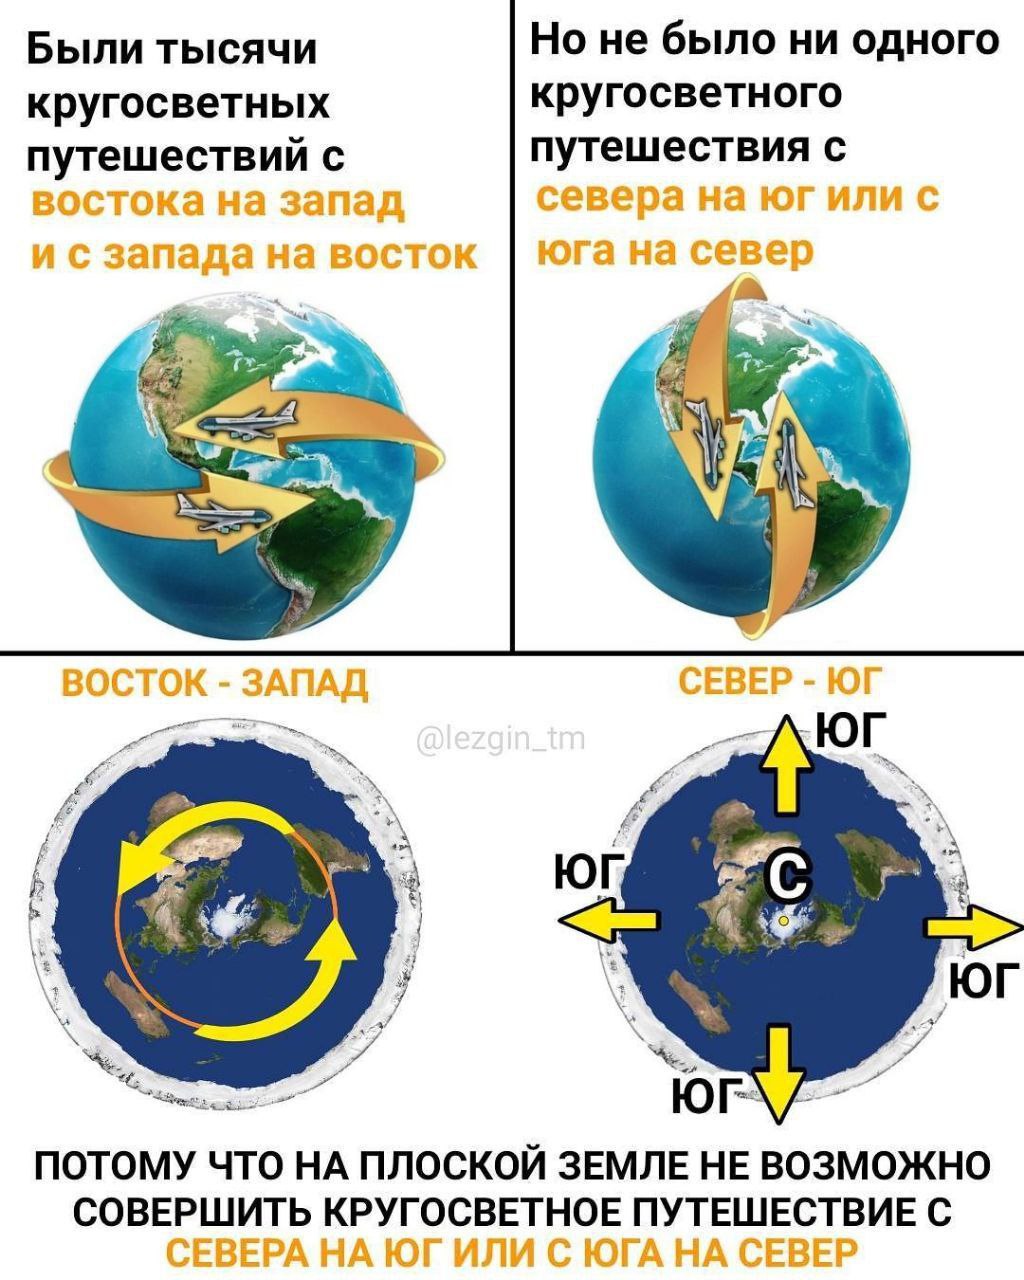 Были тысячи
кругосветных
путешествий с
востока на запад
и с запада на восток
Но не было ни одного
кругосветного
путешествия с
севера на юг или с
юга на север
ВОСТОК - ЗАПАД
СЕВЕР - ЮГ
@lezgin_tm
ЮГ
ЮГ
С
ЮГ
ЮГ
ПОТОМУ ЧТО НА ПЛОСКОЙ ЗЕМЛЕ НЕ ВОЗМОЖНО
СОВЕРШИТЬ КРУГОСВЕТНОЕ ПУТЕШЕСТВИЕ С
СЕВЕРА НА ЮГ ИЛИ С ЮГА НА СЕВЕР